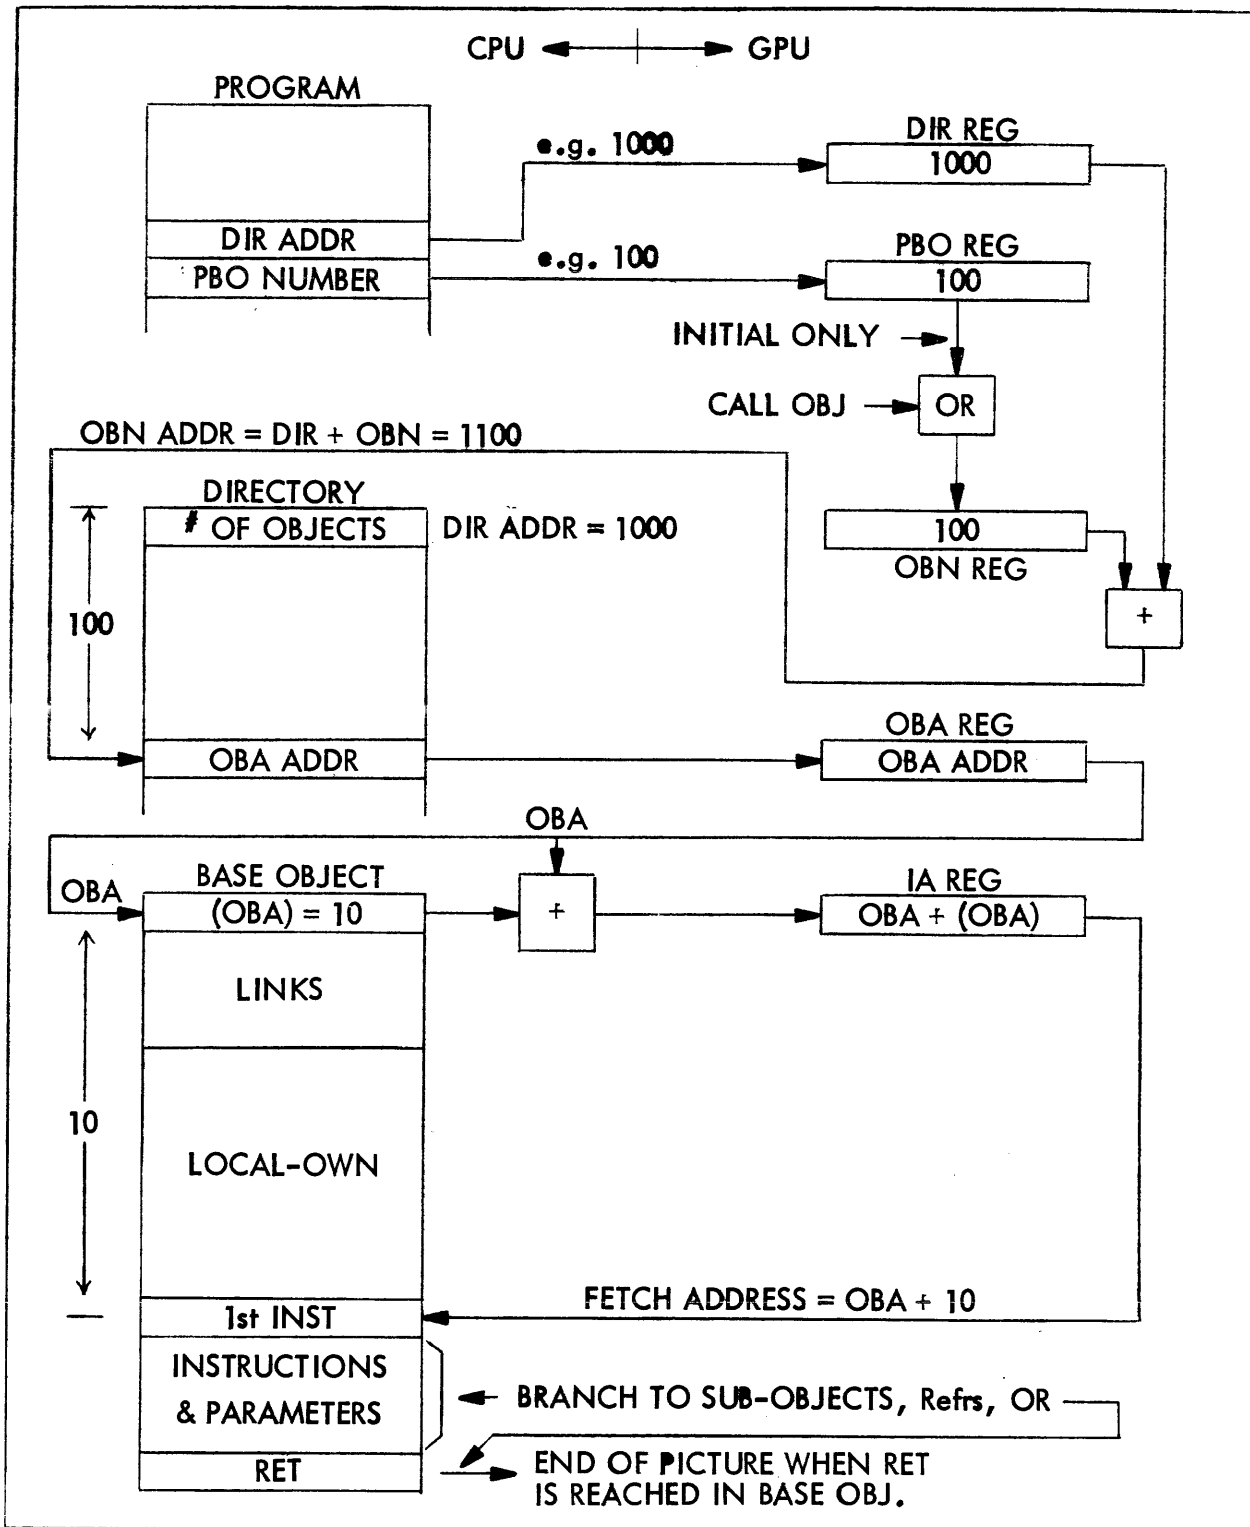 CPU GPU
PROGRAM
e.g. 1000
DIR REG
1000
DIR ADDR
e.g. 100
PBO REG
PBO NUMBER
100
INITIAL ONLY
CALL OBJ
OR
OBN ADDR = DIR + OBN = 1100
DIRECTORY
# OF OBJECTS
DIR ADDR = 1000
100
OBN REG
100
+
OBA REG
OBA ADDR
OBA ADDR
OBA
BASE OBJECT
OBA
(OBA) = 10
+
IA REG
OBA + (OBA)
LINKS
10
LOCAL-OWN
FETCH ADDRESS = OBA + 10
1st INST
INSTRUCTIONS
& PARAMETERS
BRANCH TO SUB-OBJECTS, Refrs, OR
RET
END OF PICTURE WHEN RET
IS REACHED IN BASE OBJ.